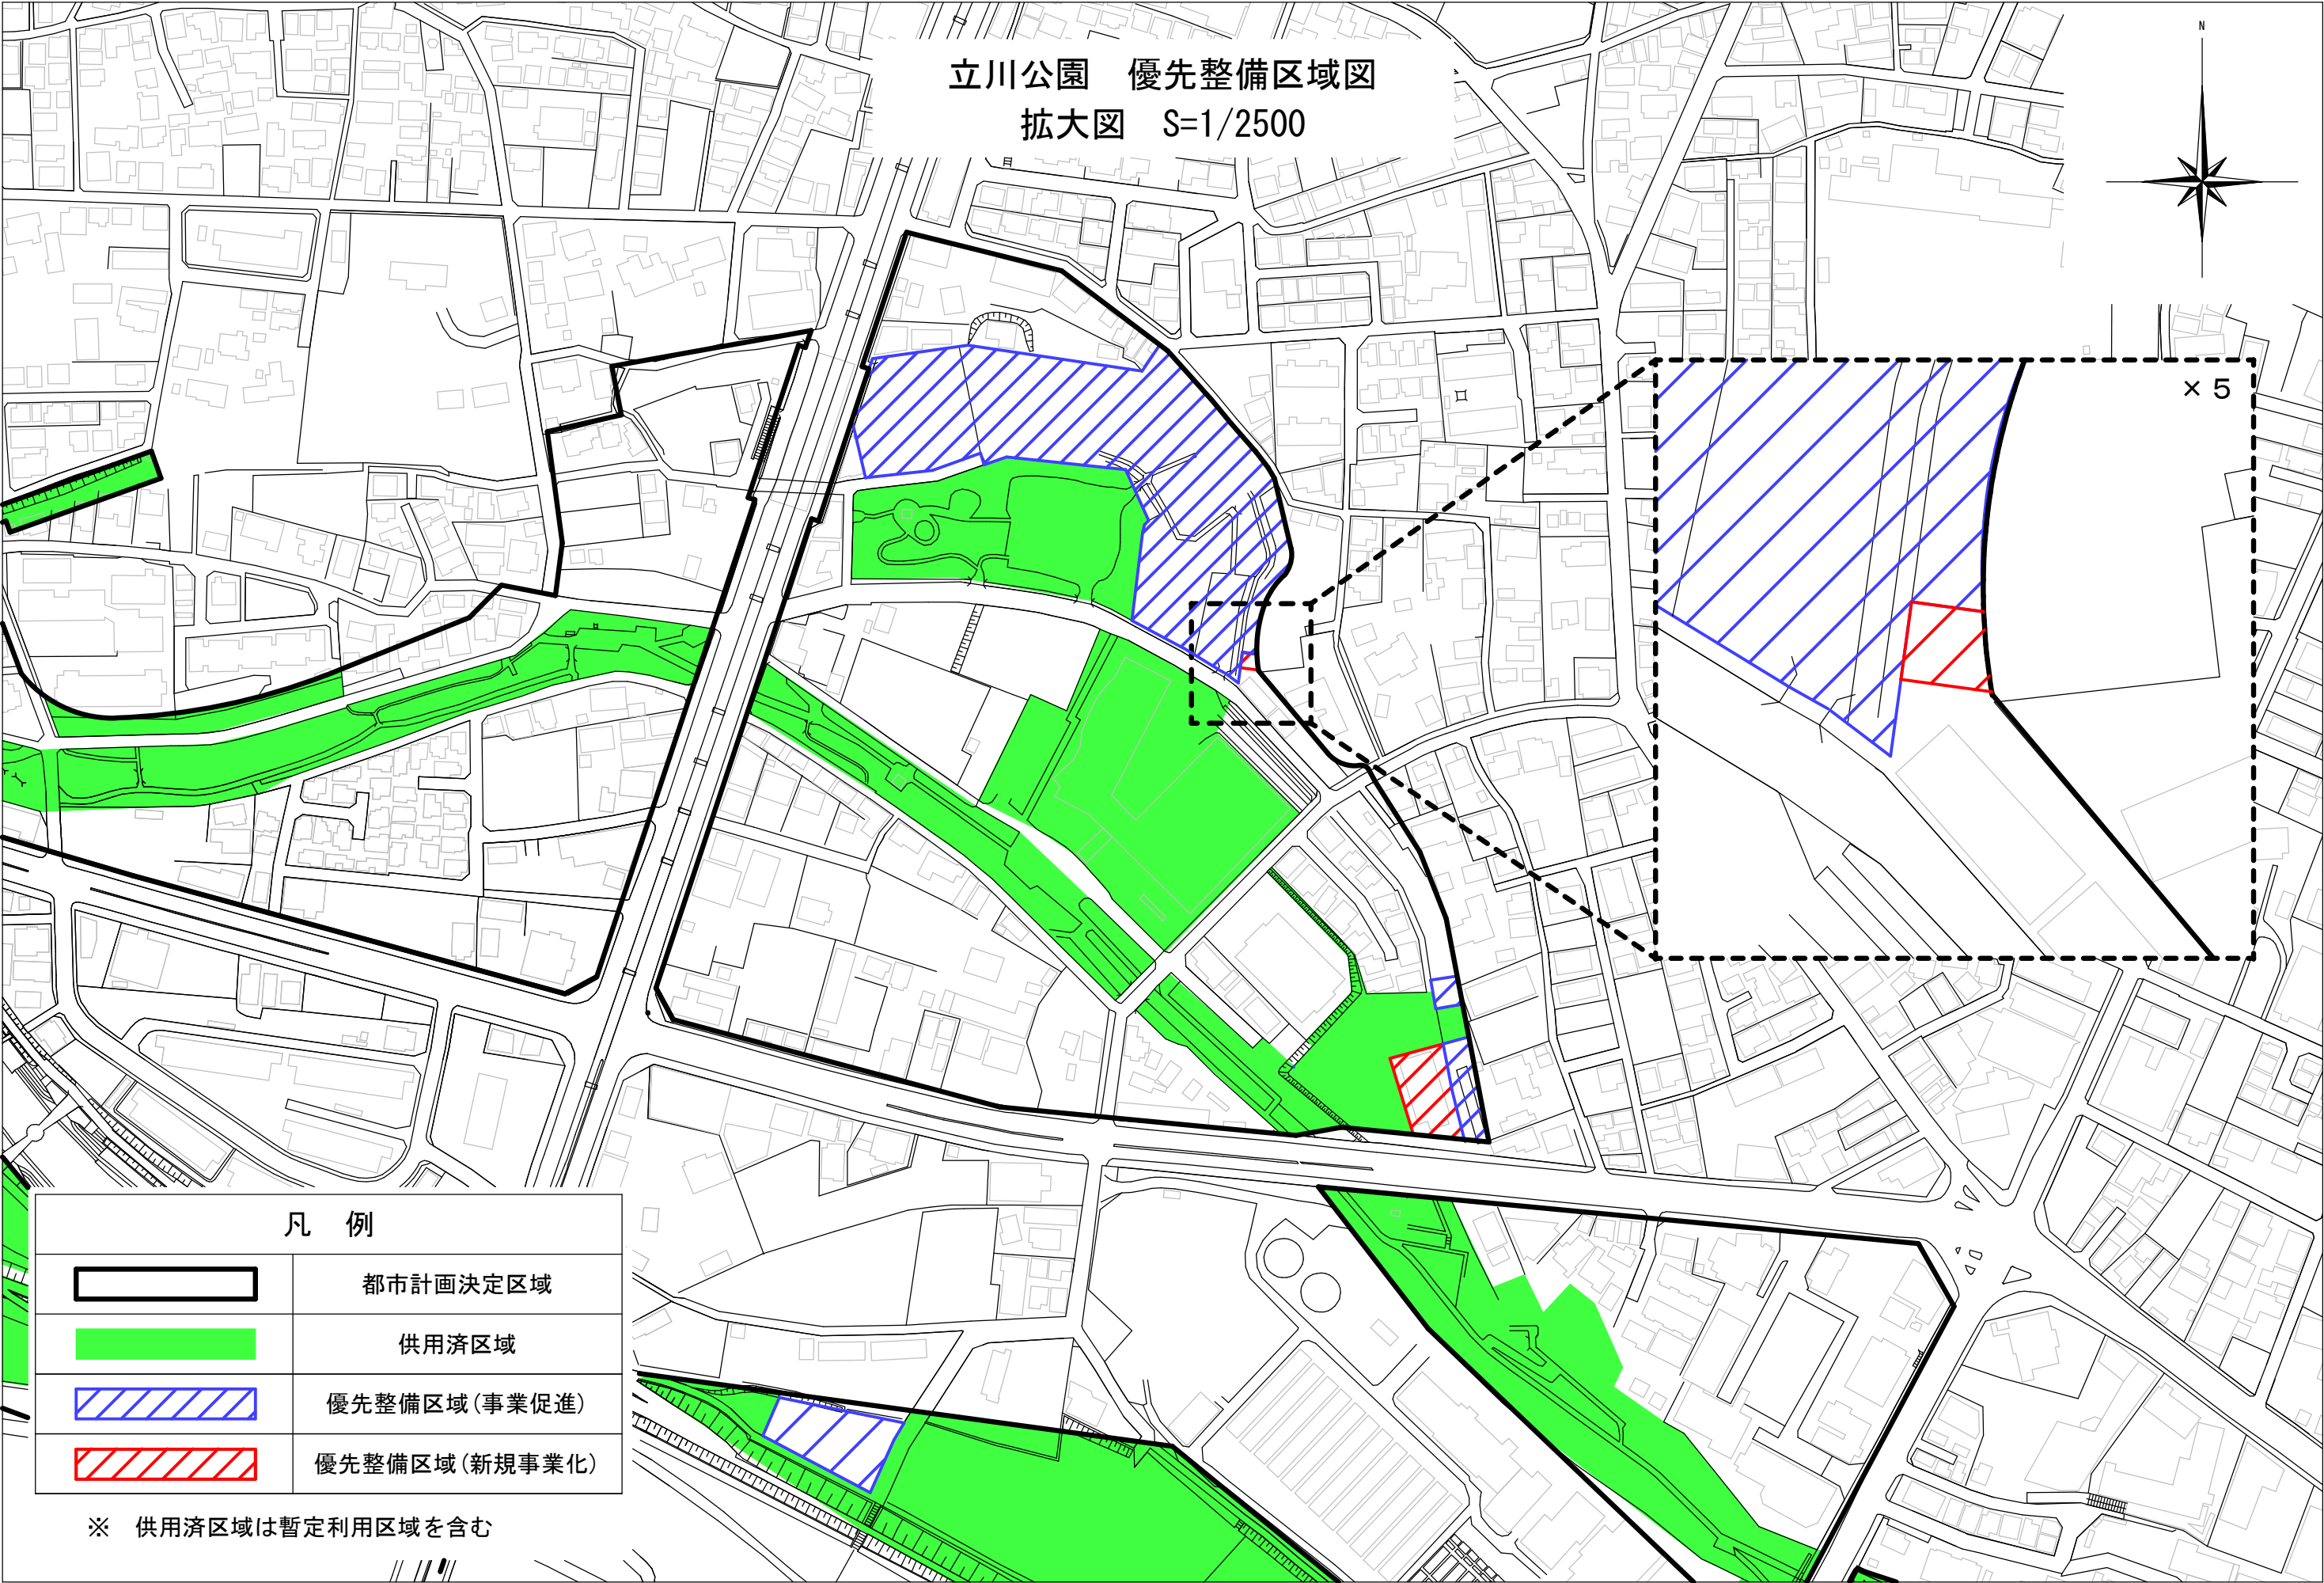 立川公園　優先整備区域図
拡大図　S=1/2500
N
×５
凡　例
都市計画決定区域
供用済区域
優先整備区域(事業促進)
優先整備区域(新規事業化)
※　供用済区域は暫定利用区域を含む